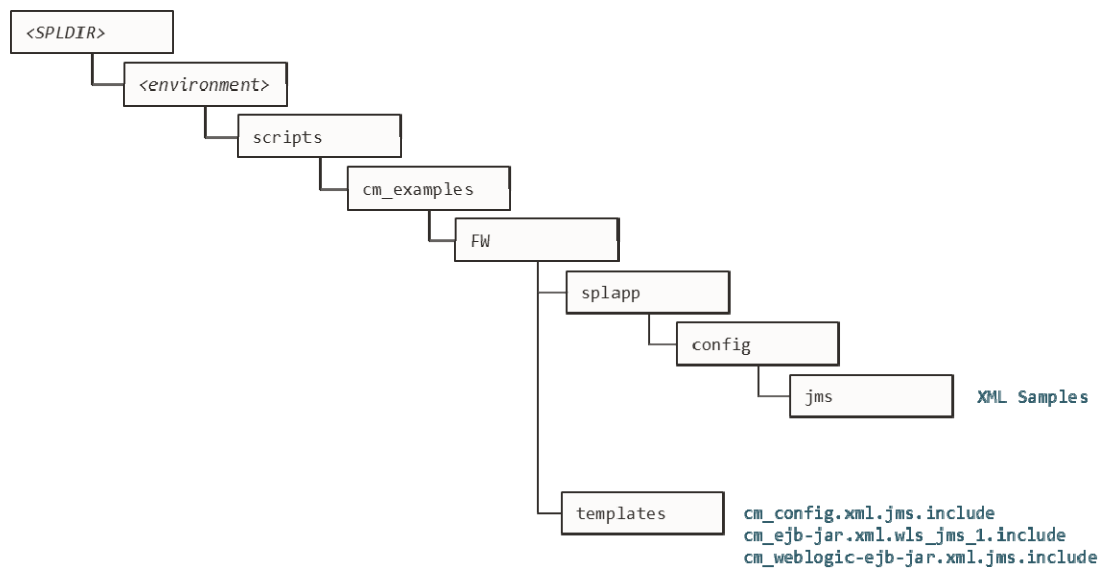 <SPLDIR>
<environment>
scripts
cm_examples
FW
splapp
config
jms
XML Samples
templates
cm_config.xml.jms.include
cm_ejb-jar.xml.wls_jms_1.include
cm_weblogic-ejb-jar.xml.jms.include